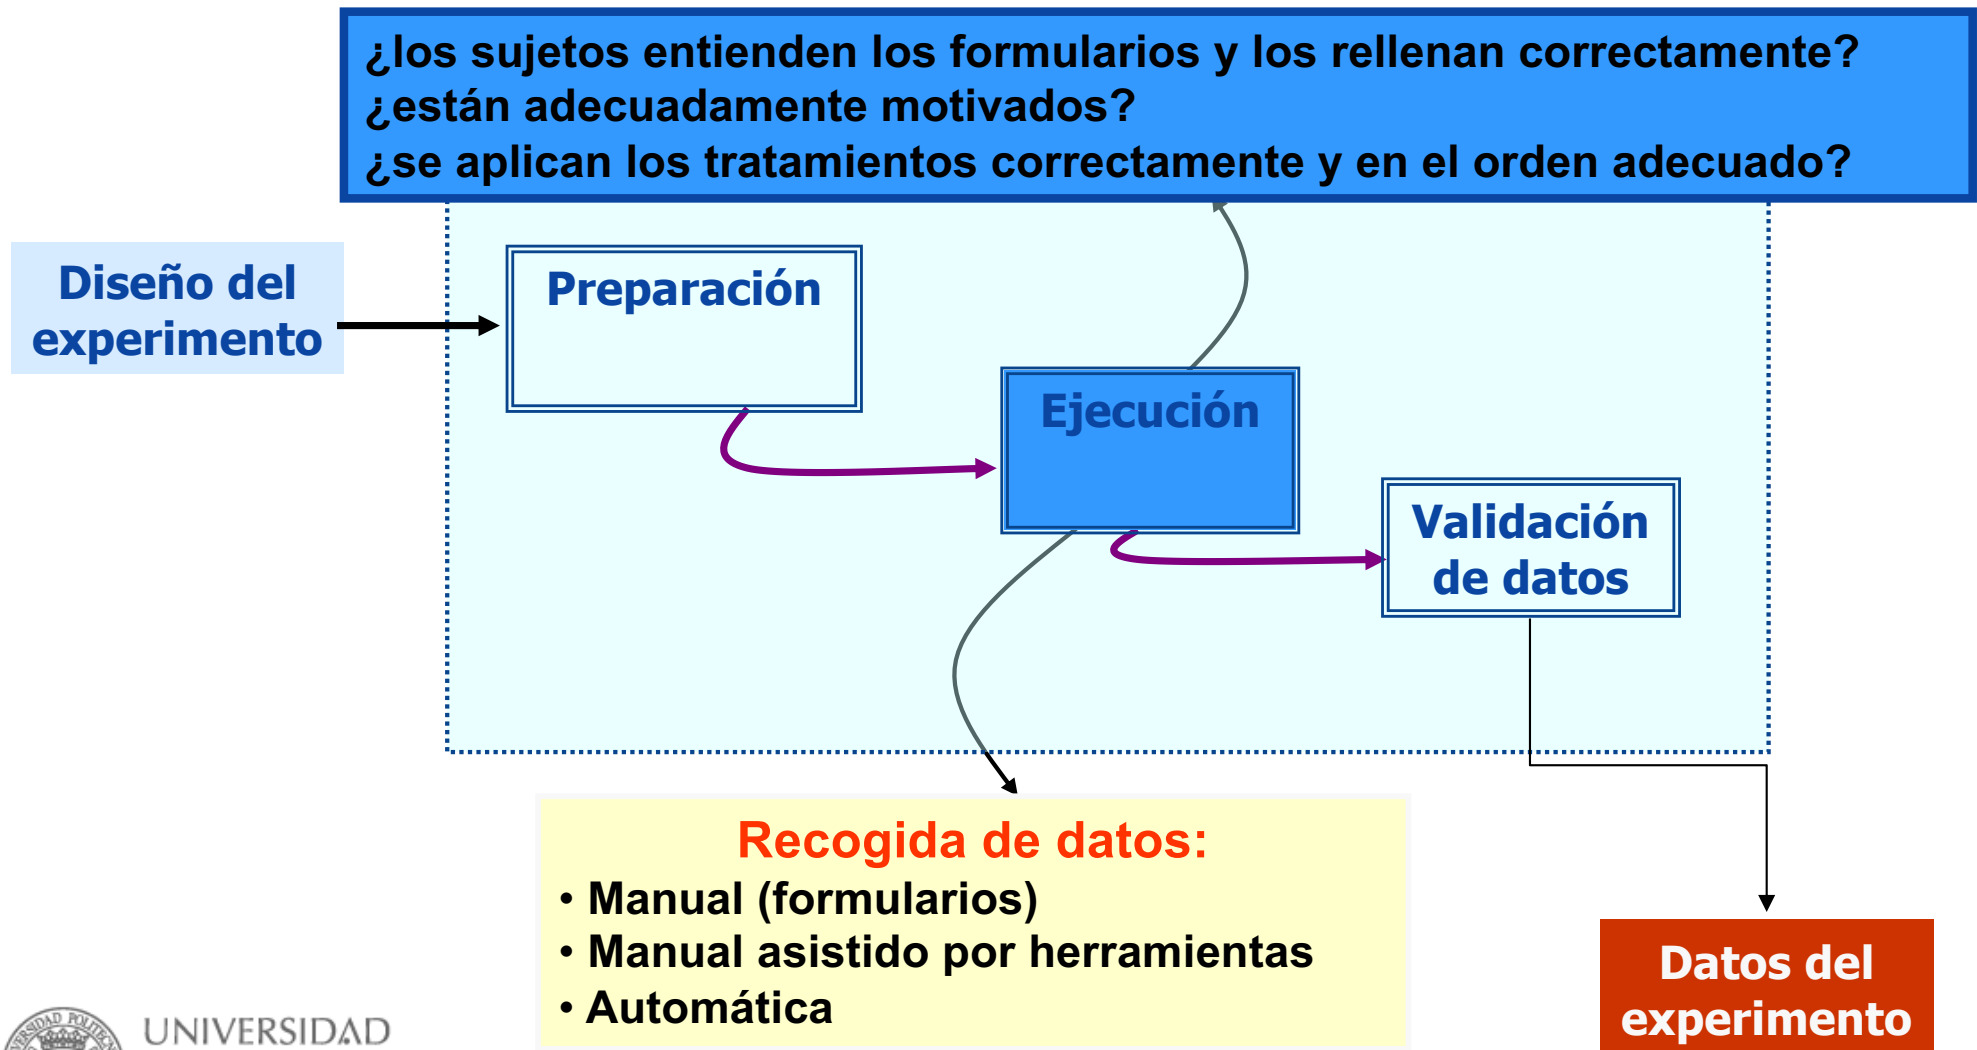 ¿los sujetos entienden los formularios y los rellenan correctamente?
¿están adecuadamente motivados?
¿se aplican los tratamientos correctamente y en el orden adecuado?
Diseño del
experimento
Preparación
Ejecución
Validación
de datos
Recogida de datos:
• Manual (formularios)
• Manual asistido por herramientas
• Automática
Datos del
experimento
UNIVERSIDAD